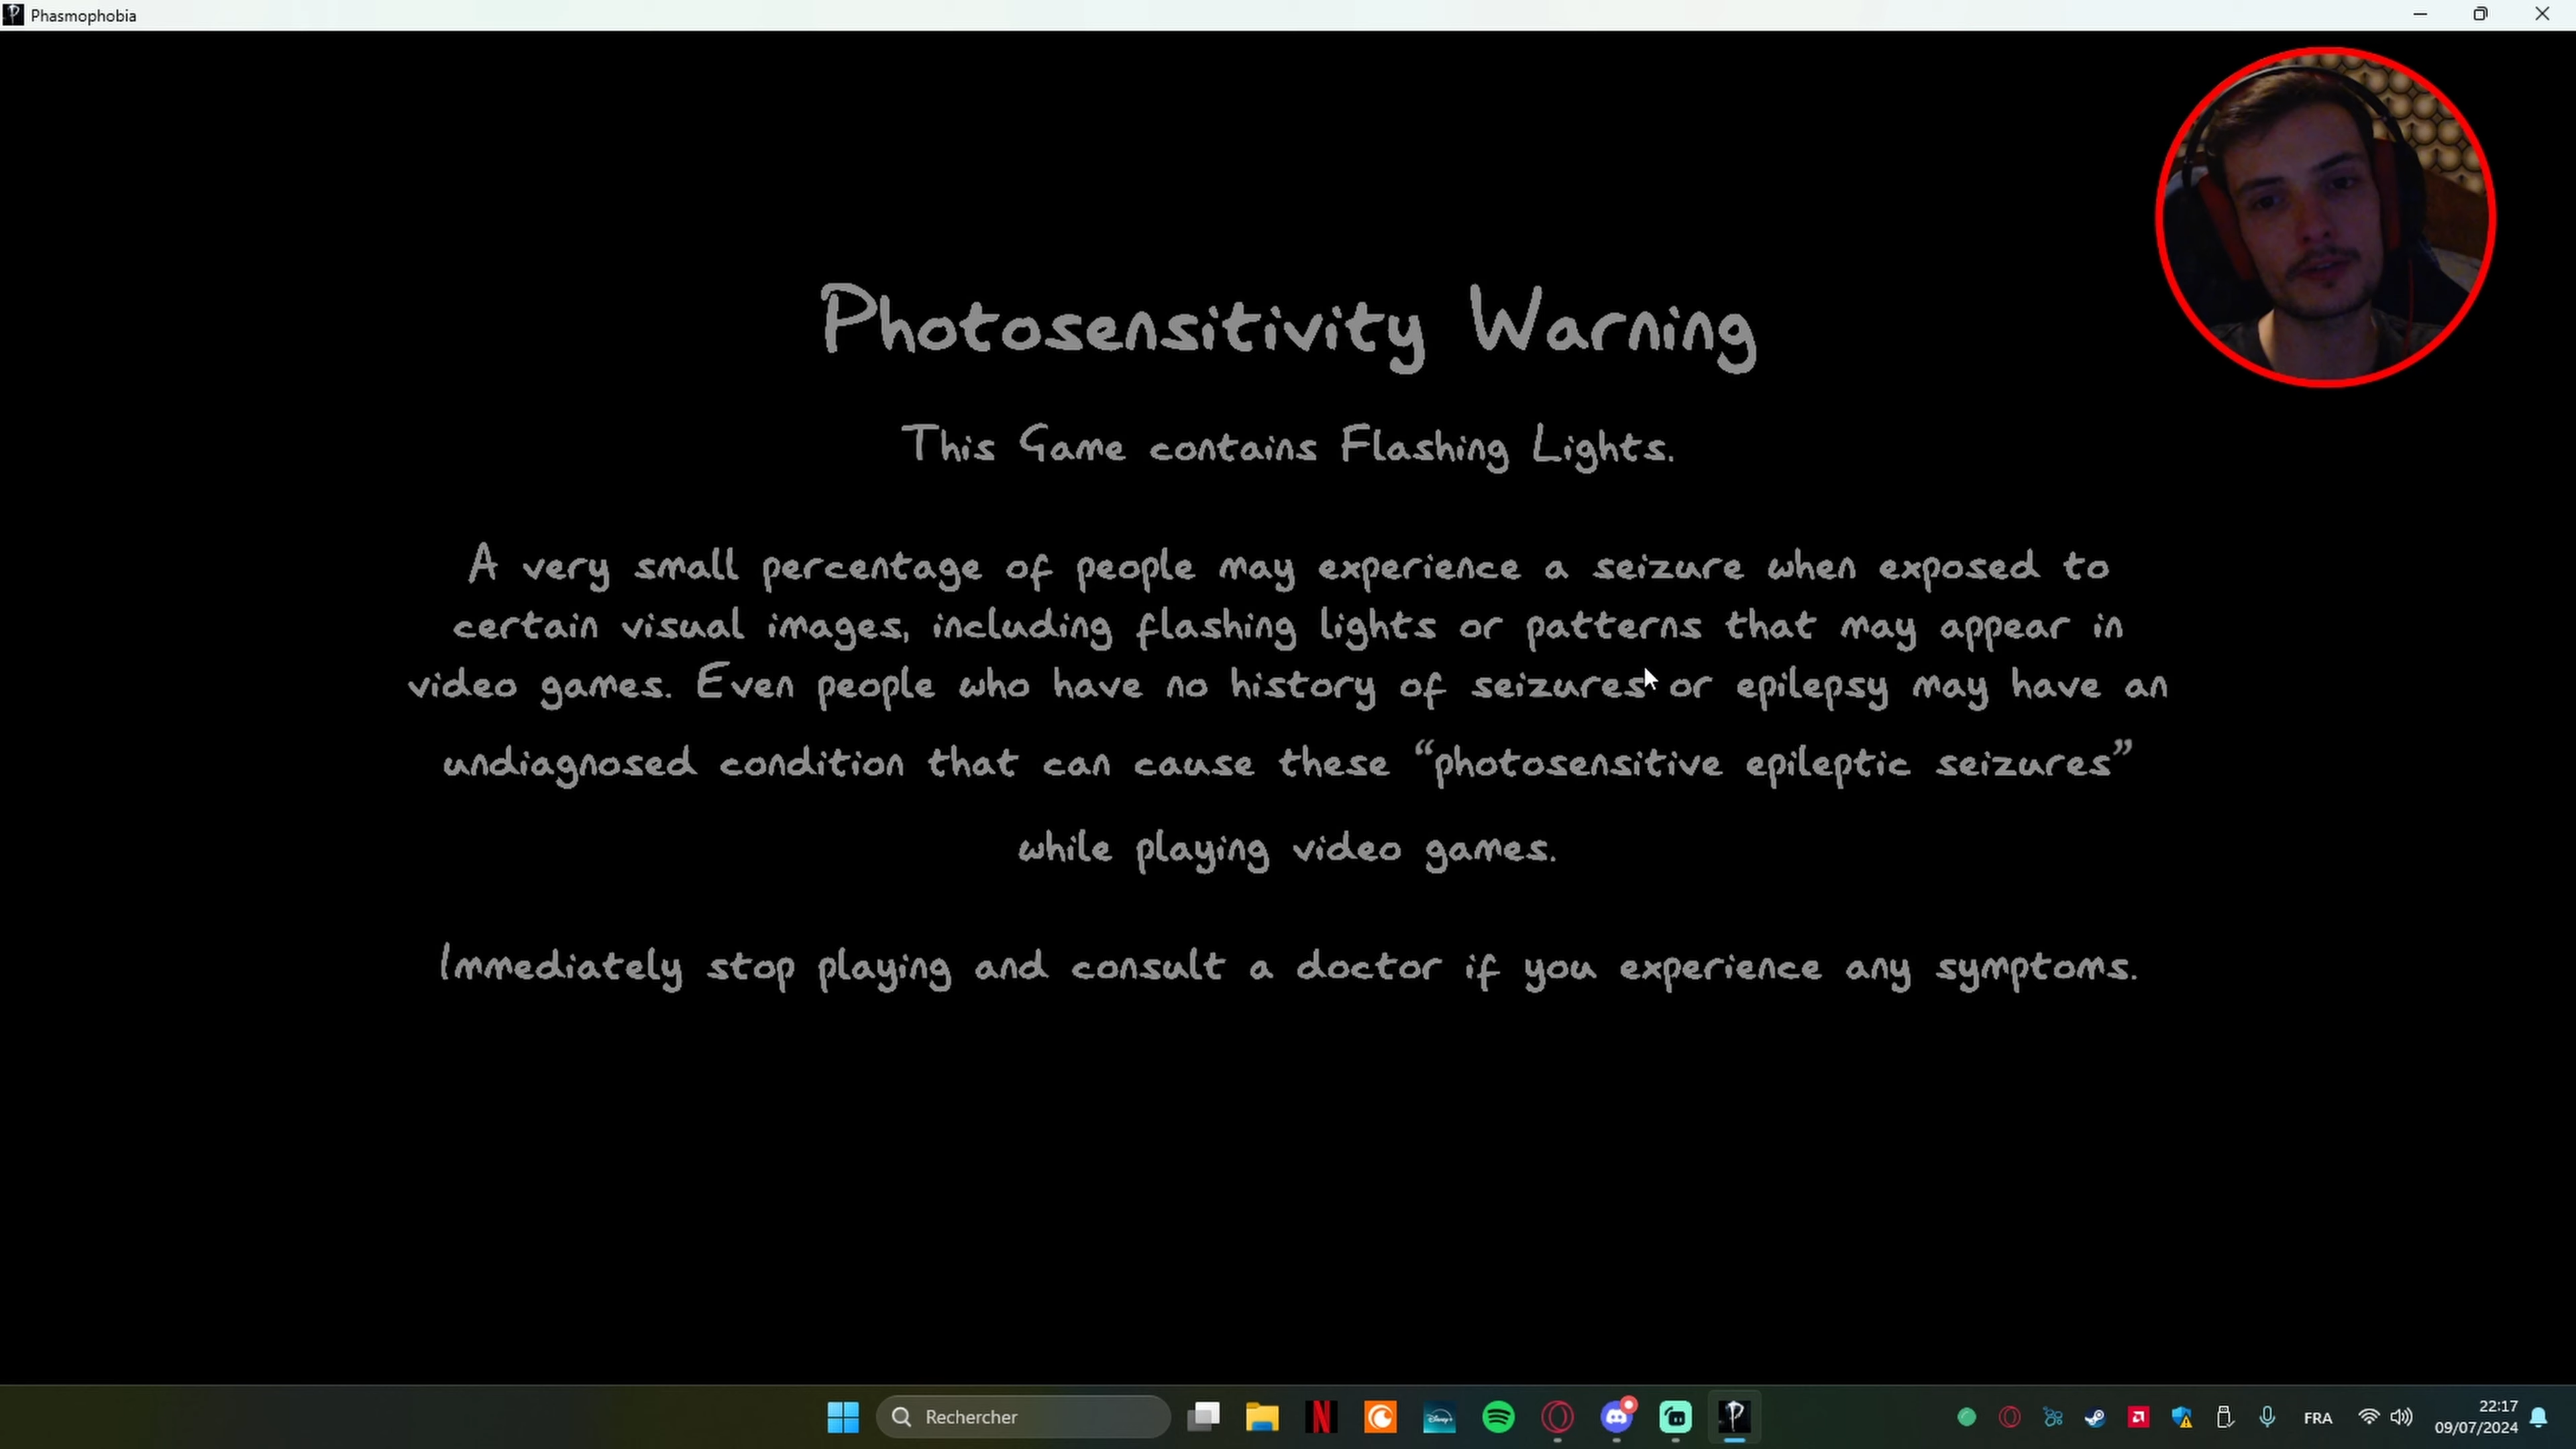 Phasmophobia
Photosensitivity Warning
This Game contains Flashing Lights.
A very small percentage of people may experience a seizure when exposed to
certain visual images, including flashing lights or patterns that may appear in
video games. Even people who have no history of seizures or epilepsy may have an
undiagnosed condition that can cause these “photosensitive epileptic seizures”
while playing video games.
Immediately stop playing and consult a doctor if you experience any symptoms.
Rechercher
Disney+
FRA
22:17
09/07/2024